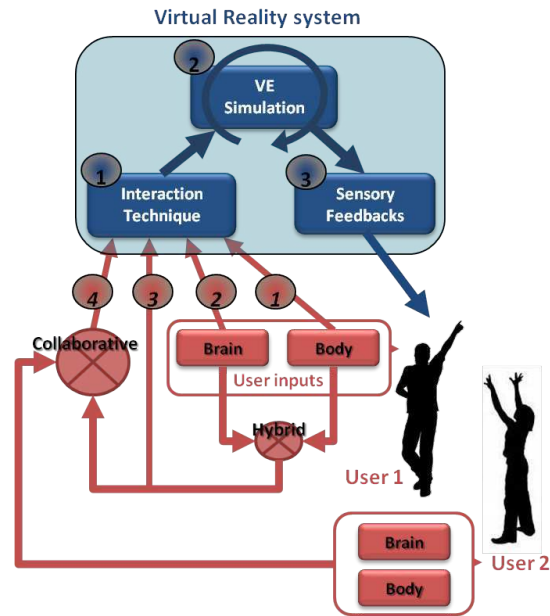 Virtual Reality system
2
VE
Simulation
1
Interaction
Technique
3
Sensory
Feedbacks
4
3
2
1
Collaborative
Brain
Body
User inputs
Hybrid
User 1
Brain
User 2
Body